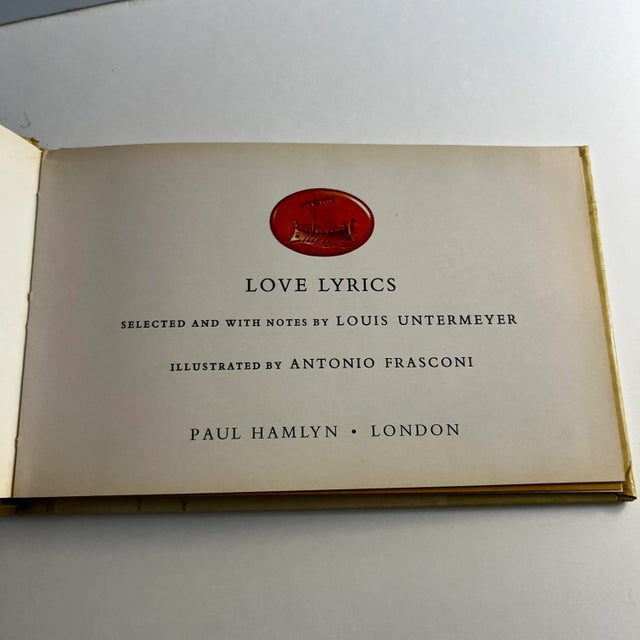 LOVE LYRICS
SELECTED AND WITH NOTES BY LOUIS UNTERMEYER
ILLUSTRATED BY ANTONIO FRASCONI
PAUL HAMLYN • LONDON